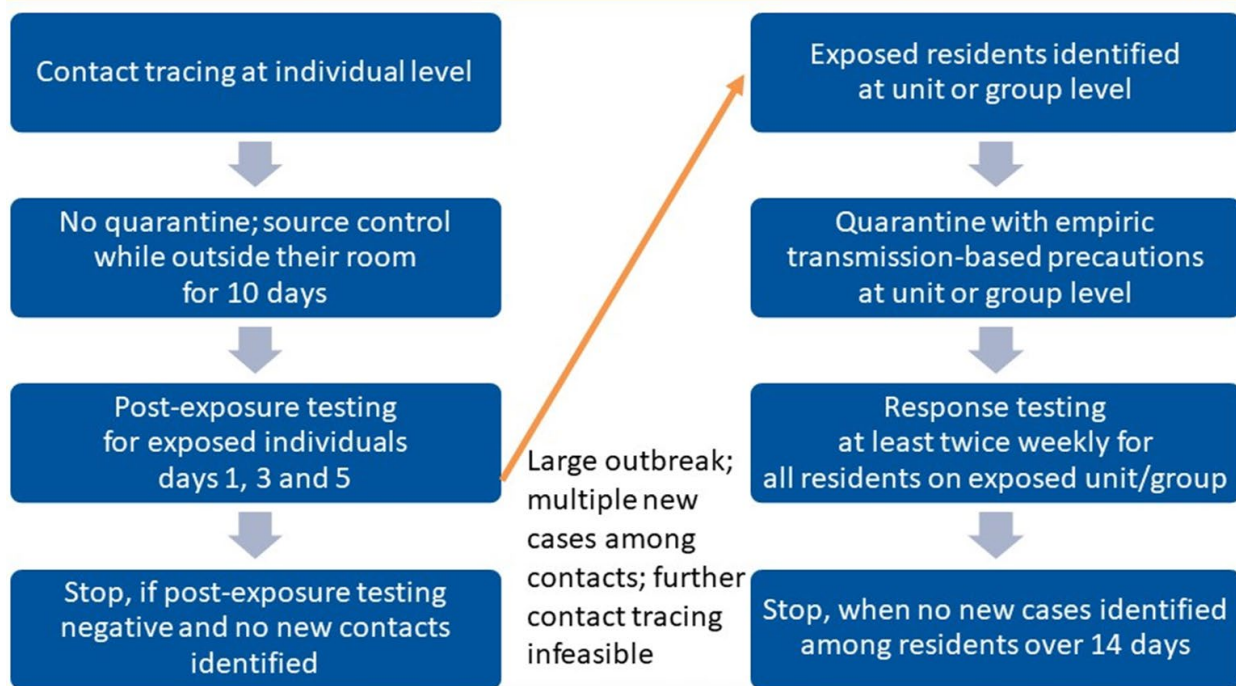 Contact tracing at individual level
No quarantine; source control
while outside their room
for 10 days
Post-exposure testing
for exposed individuals
days 1, 3 and 5
Stop, if post-exposure testing
negative and no new contacts
identified
Large outbreak;
multiple new
cases among
contacts; further
contact tracing
infeasible
Exposed residents identified
at unit or group level
Quarantine with empiric
transmission-based precautions
at unit or group level
Response testing
at least twice weekly for
all residents on exposed unit/group
Stop, when no new cases identified
among residents over 14 days